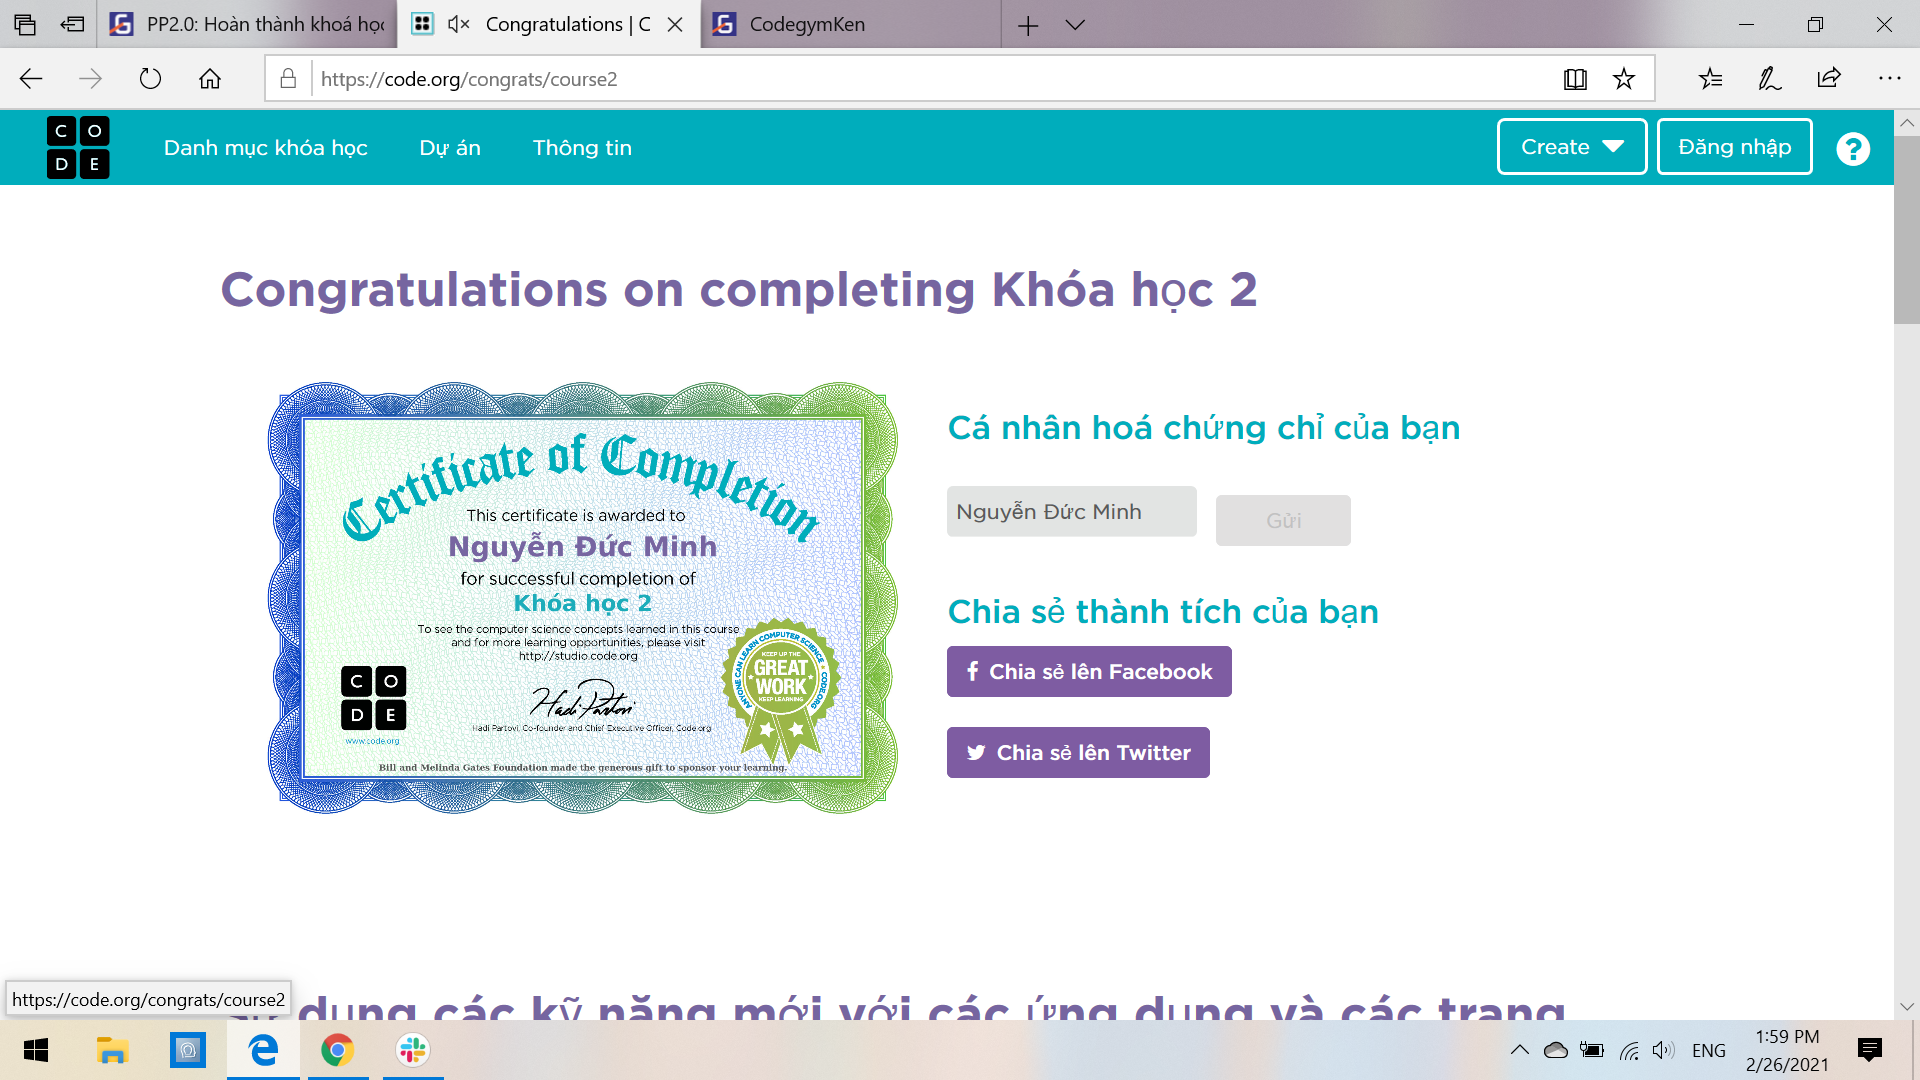 PP2.0: Hoàn thành khoá học
Congratulations | C
CodegymKen
https://code.org/congrats/course2
C O
D E
Danh mục khóa học
Dự án
Thông tin
Create
Đăng nhập
?
Congratulations on completing Khóa học 2
Certificate of Completion
This certificate is awarded to
Nguyễn Đức Minh
for successful completion of
Khóa học 2
To see the computer science concepts learned in this course
and for more learning opportunities, please visit
http://studio.code.org
C O
D E
www.code.org
Hadi Partovi
Hadi Partovi, Co-founder and Chief Executive Officer, Code.org
ANYONE CAN LEARN COMPUTER SCIENCE
CODE.ORG
KEEP UP THE
GREAT
WORK
KEEP LEARNING
Bill and Melinda Gates Foundation made the generous gift to sponsor your learning.
Cá nhân hoá chứng chỉ của bạn
Nguyễn Đức Minh
Gửi
Chia sẻ thành tích của bạn
Chia sẻ lên Facebook
Chia sẻ lên Twitter
dụng các kỹ năng mới với các ứng dụng và các trang
https://code.org/congrats/course2
ENG
1:59 PM
2/26/2021